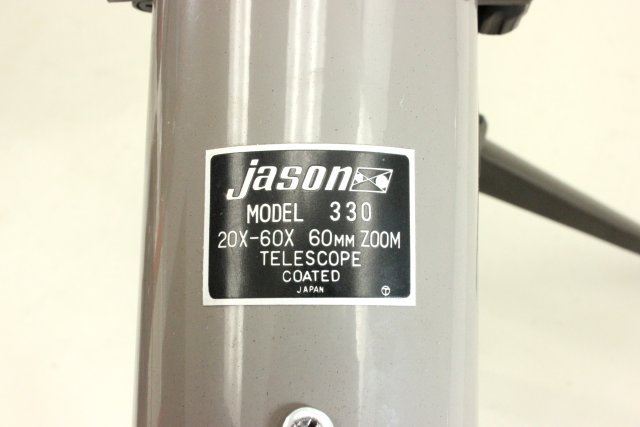 jason
MODEL 330
20X-60X 60MM ZOOM
TELESCOPE
COATED
JAPAN T